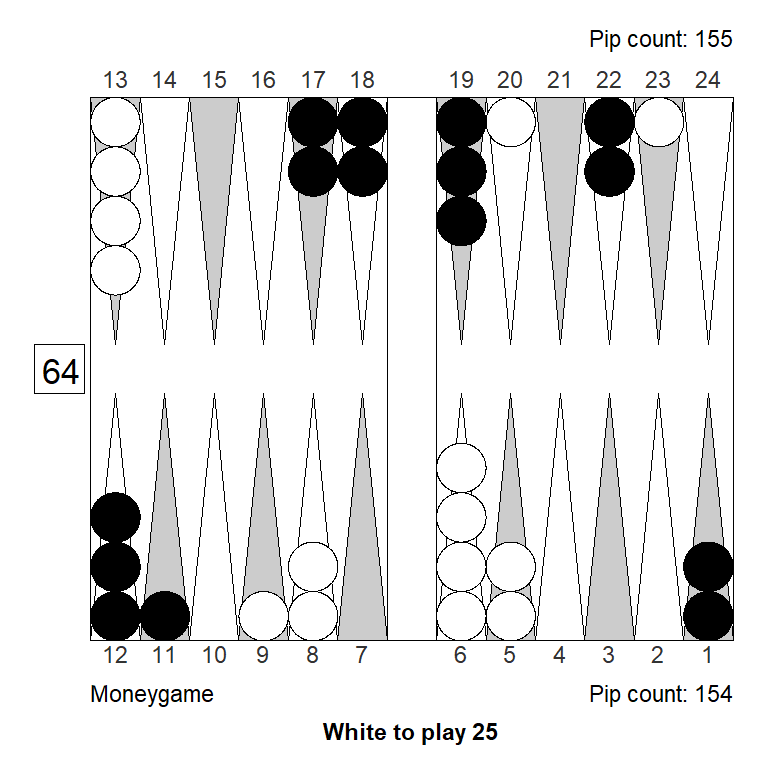 Pip count: 155
13 14 15 16 17 18 19 20 21 22 23 24
64
12 11 10 9 8 7 6 5 4 3 2 1
Moneygame Pip count: 154
White to play 25